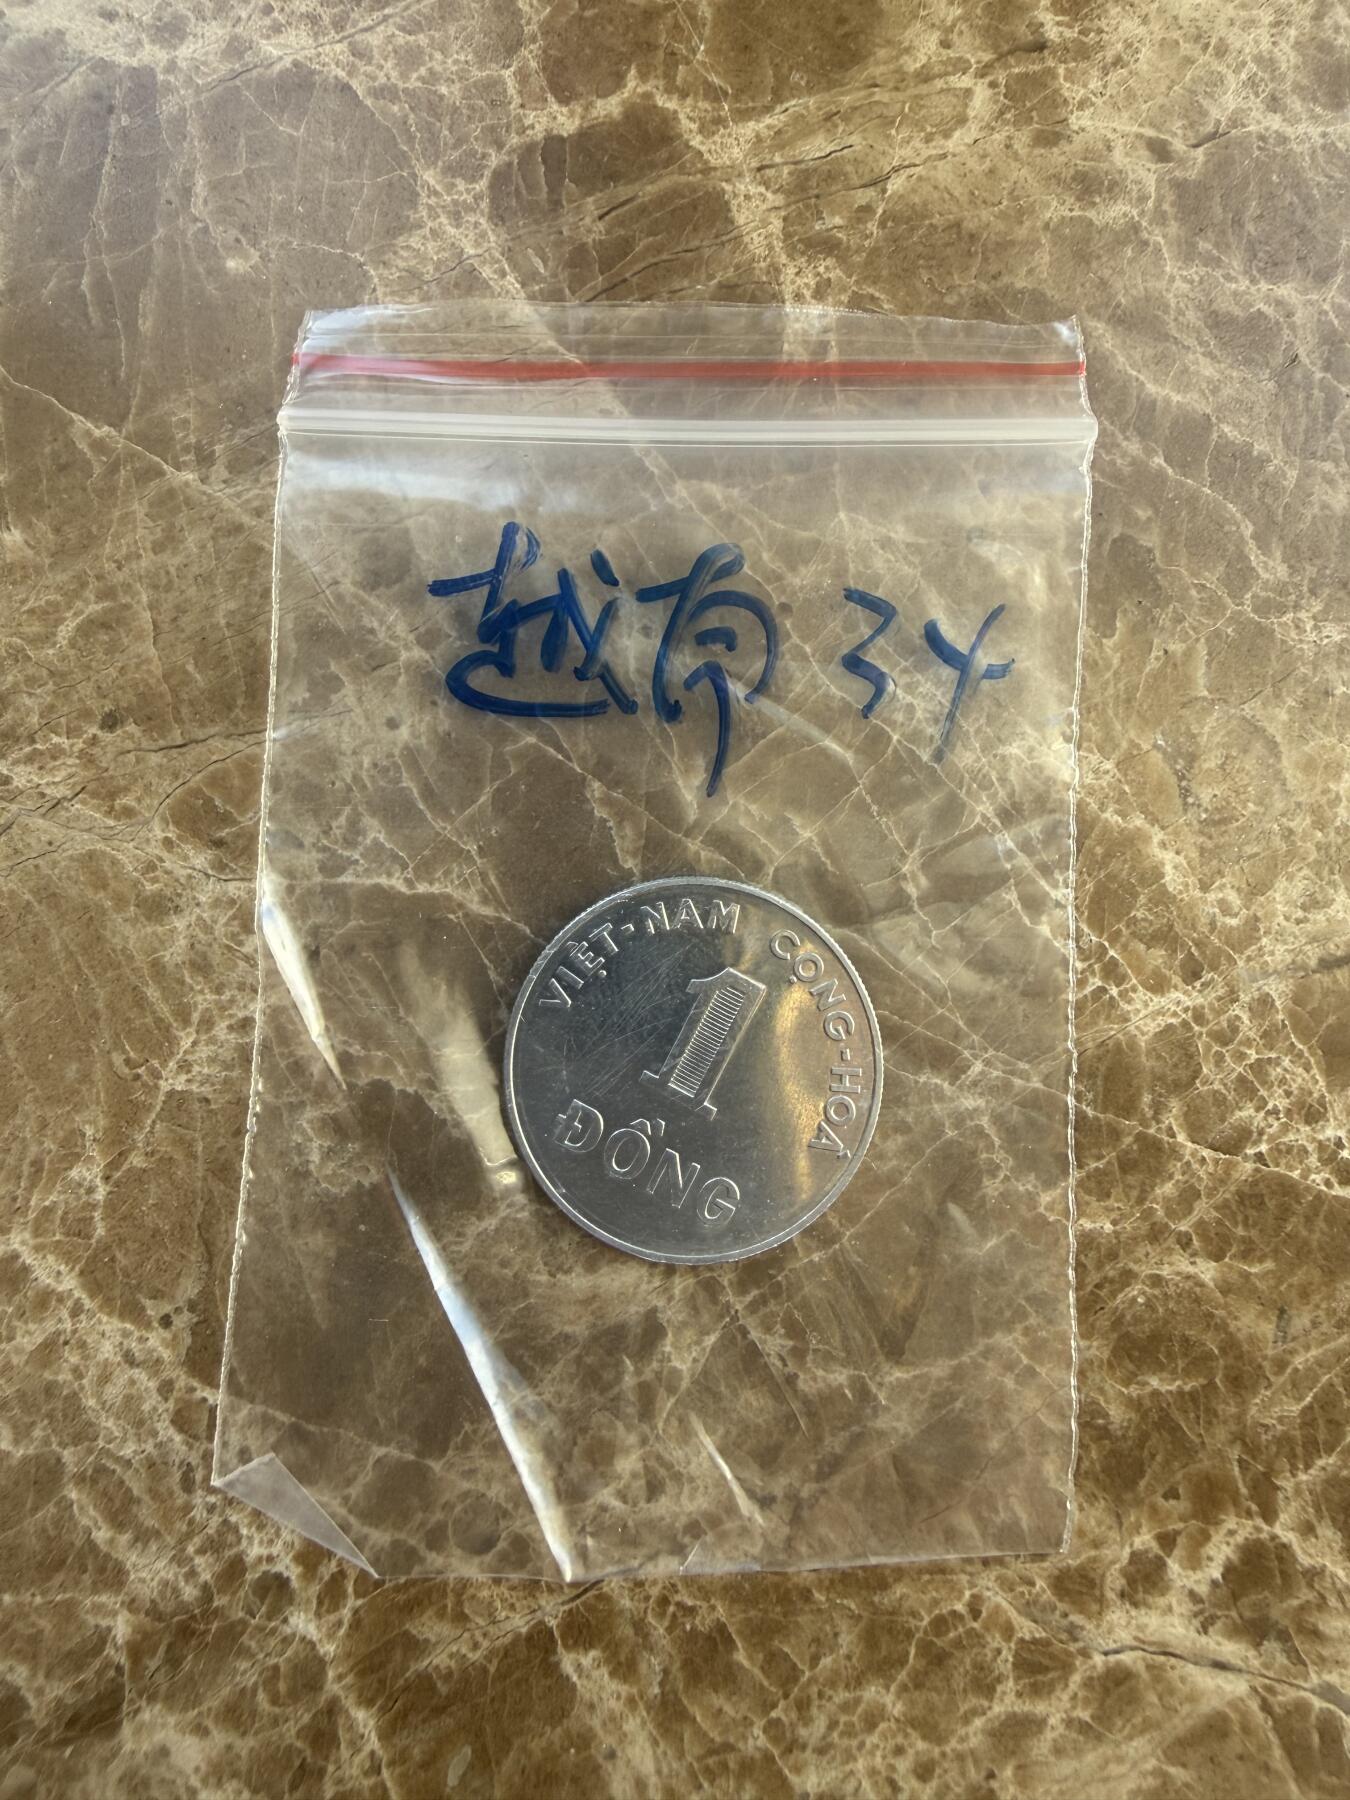 越南 34
VIỆT-NAM CỘNG-HOÀ
1
ĐỒNG